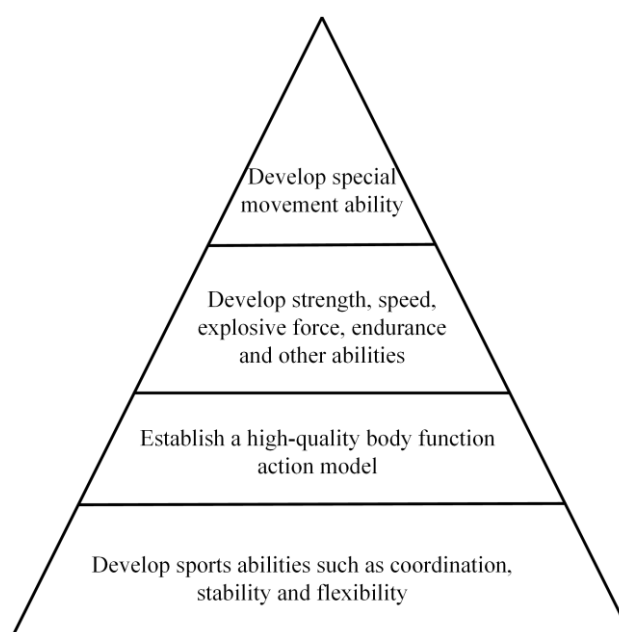 Develop special
movement ability
Develop strength, speed,
explosive force, endurance
and other abilities
Establish a high-quality body function
action model
Develop sports abilities such as coordination,
stability and flexibility